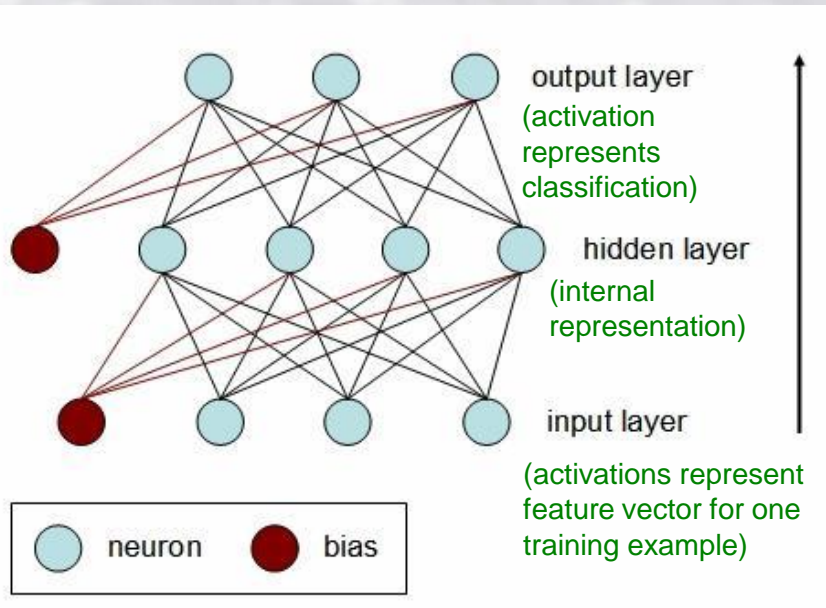 output layer
(activation
represents
classification)
hidden layer
(internal
representation)
input layer
(activations represent
feature vector for one
training example)
neuron
bias